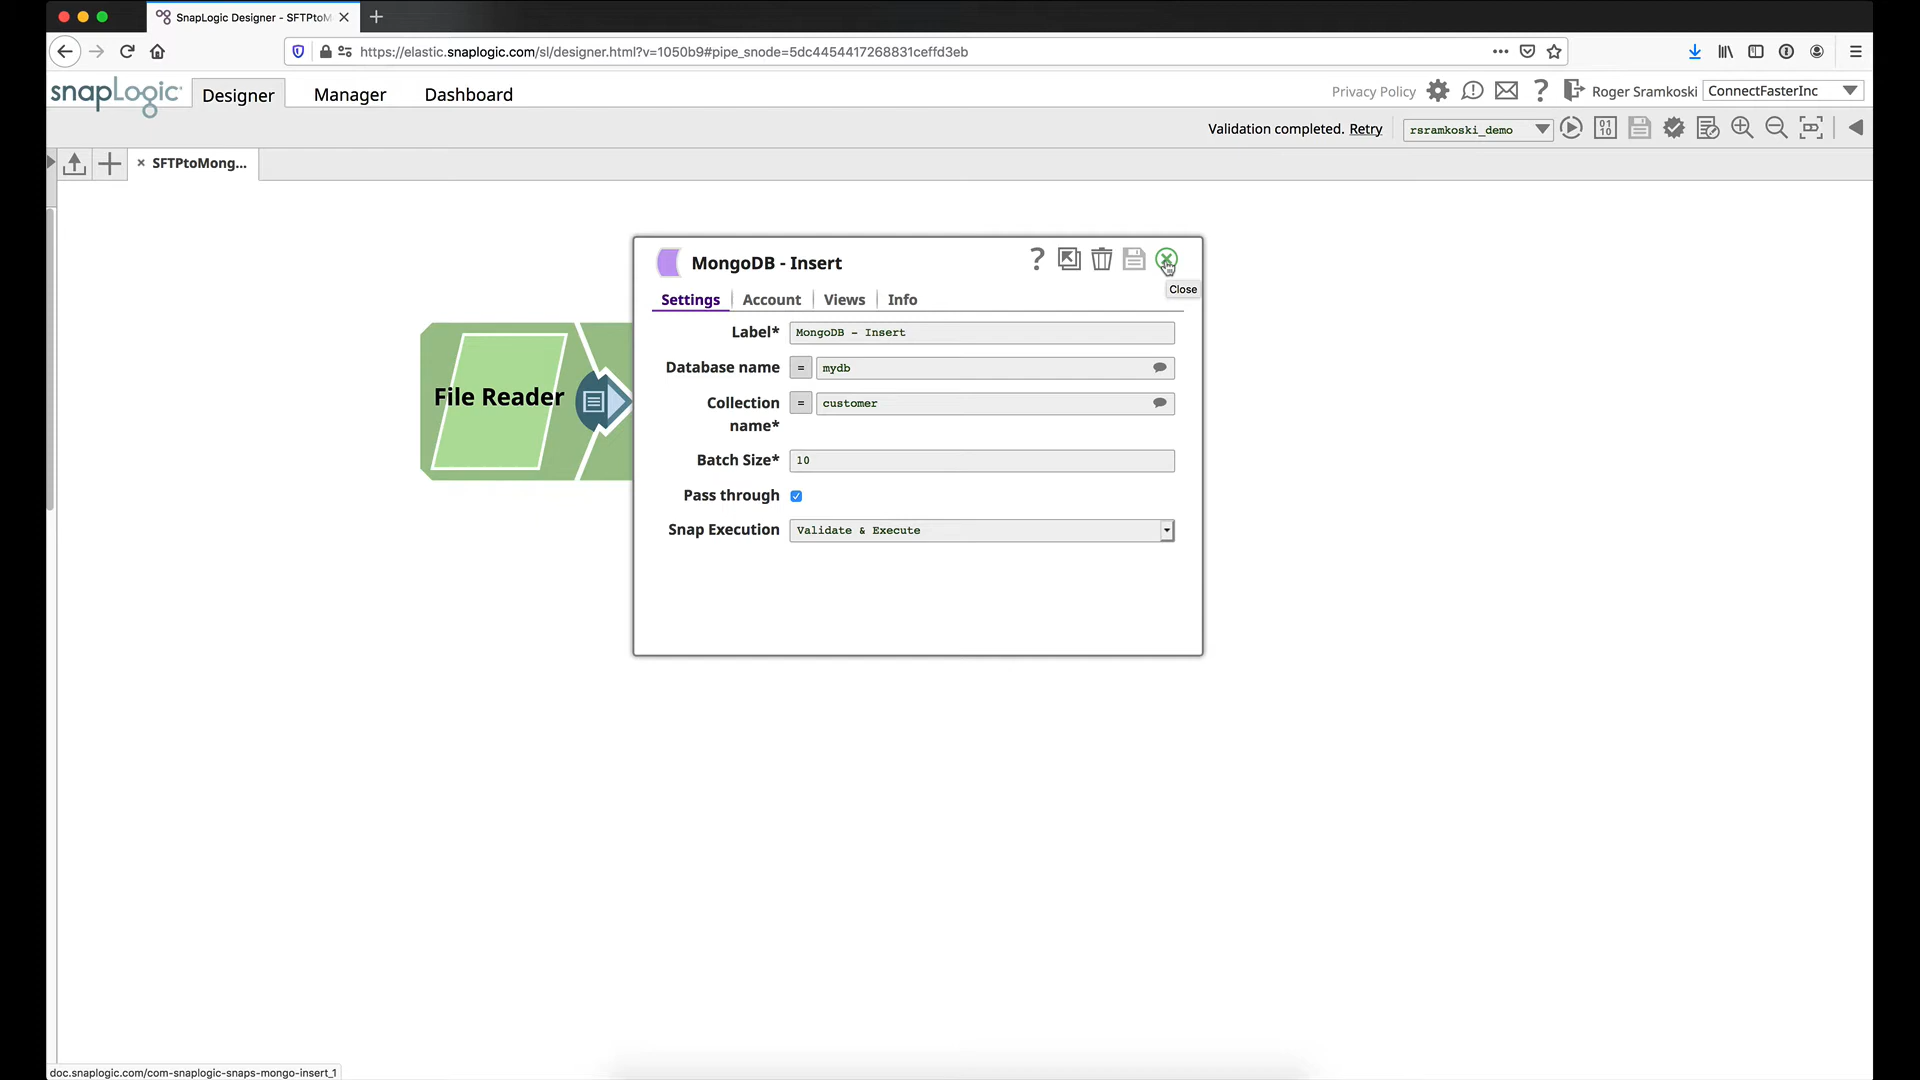 SnapLogic Designer - SFTPtoM
https://elastic.snaplogic.com/sl/designer.html?v=1050b9#pipe_snode=5dc4454417268831ceffd3eb
snapLogic Designer Manager Dashboard Privacy Policy Roger Sramkoski ConnectFasterInc
Validation completed. Retry rsramkoski_demo
SFTPtoMong...
MongoDB - Insert
Close
Settings Account Views Info
Label* MongoDB - Insert
Database name = mydb
Collection name* = customer
File Reader
Batch Size* 10
Pass through
Snap Execution Validate & Execute
doc.snaplogic.com/com-snaplogic-snaps-mongo-insert_1